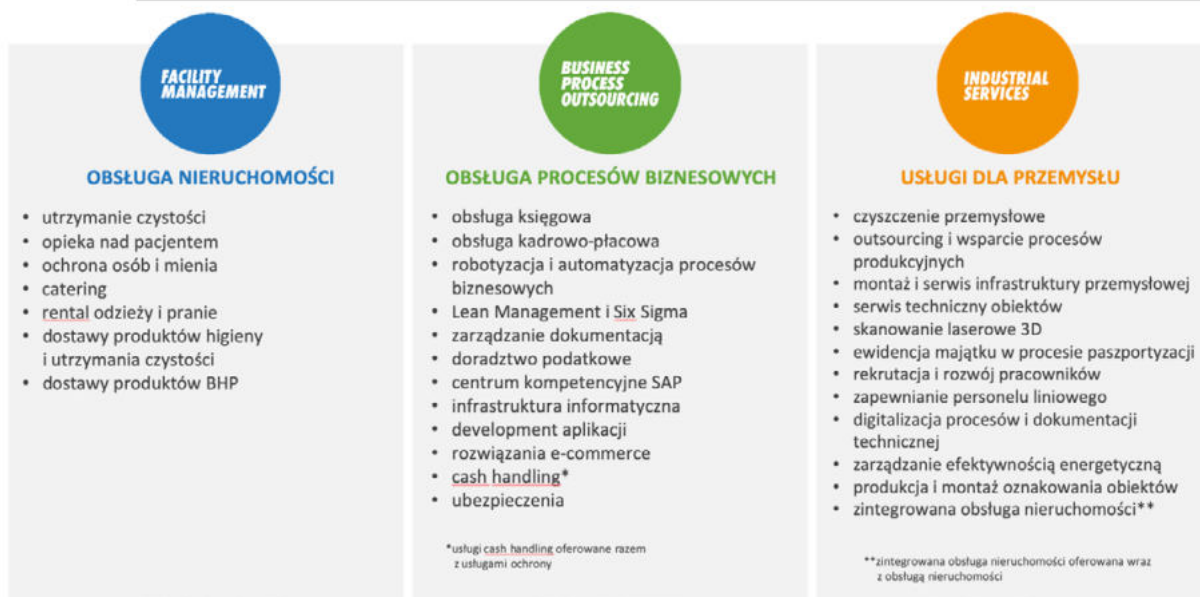 FACILITY
MANAGEMENT
OBSŁUGA NIERUCHOMOŚCI
• utrzymanie czystości
• opieka nad pacjentem
• ochrona osób i mienia
• catering
• rental odzieży i pranie
• dostawy produktów higieny
i utrzymania czystości
• dostawy produktów BHP
BUSINESS
PROCESS
OUTSOURCING
OBSŁUGA PROCESÓW BIZNESOWYCH
• obsługa księgowa
• obsługa kadrowo-płacowa
• robotyzacja i automatyzacja procesów
biznesowych
• Lean Management i Six Sigma
• zarządzanie dokumentacją
• doradztwo podatkowe
• centrum kompetencyjne SAP
• infrastruktura informatyczna
• development aplikacji
• rozwiązania e-commerce
• cash handling*
• ubezpieczenia
*usługi cash handling oferowane razem
z usługami ochrony
INDUSTRIAL
SERVICES
USŁUGI DLA PRZEMYSŁU
• czyszczenie przemysłowe
• outsourcing i wsparcie procesów
produkcyjnych
• montaż i serwis infrastruktury przemysłowej
• serwis techniczny obiektów
• skanowanie laserowe 3D
• ewidencja majątku w procesie paszportyzacji
• rekrutacja i rozwój pracowników
• zapewnianie personelu liniowego
• digitalizacja procesów i dokumentacji
technicznej
• zarządzanie efektywnością energetyczną
• produkcja i montaż oznakowania obiektów
• zintegrowana obsługa nieruchomości**
**zintegrowana obsługa nieruchomości oferowana wraz
z obsługą nieruchomości